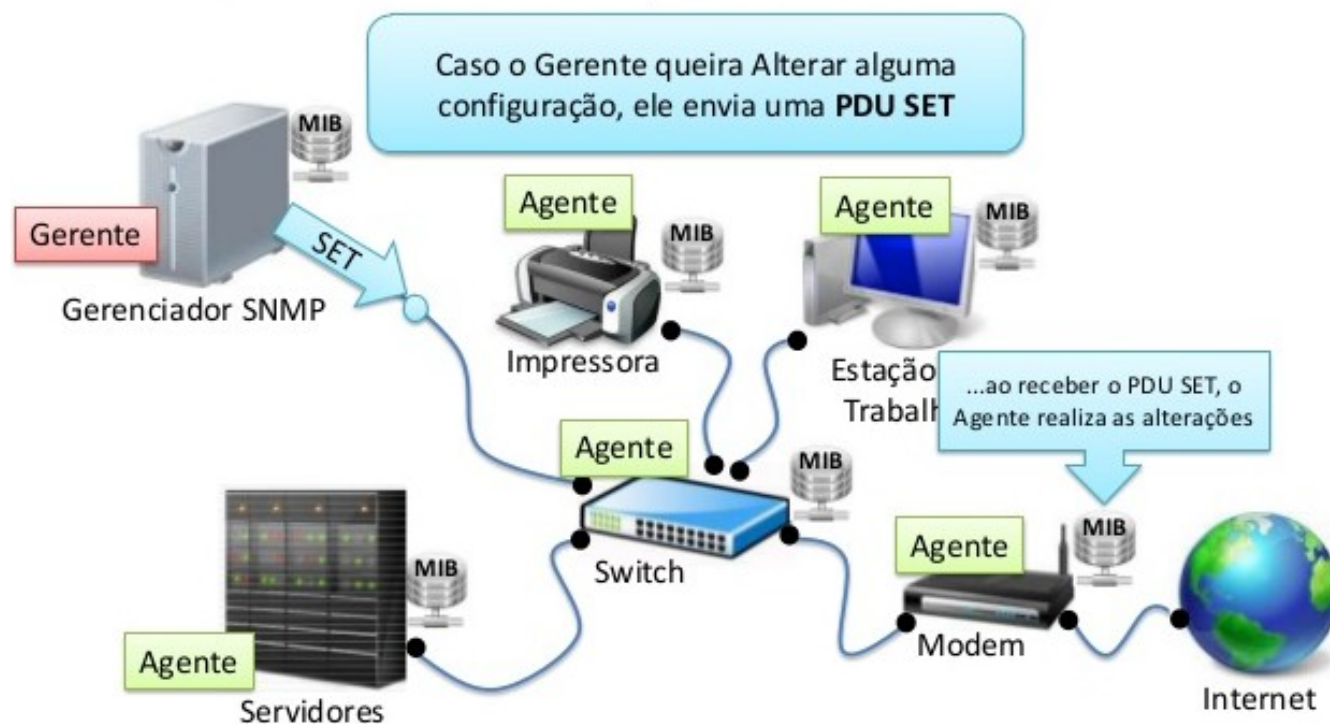 Caso o Gerente queira Alterar alguma
configuração, ele envia uma PDU SET
MIB
Gerente
SET
Gerenciador SNMP
Agente
MIB
Impressora
Agente
MIB
Estação
Trabalh
...ao receber o PDU SET, o
Agente realiza as alterações
Agente
MIB
Switch
Agente
MIB
Modem
Internet
MIB
Agente
Servidores